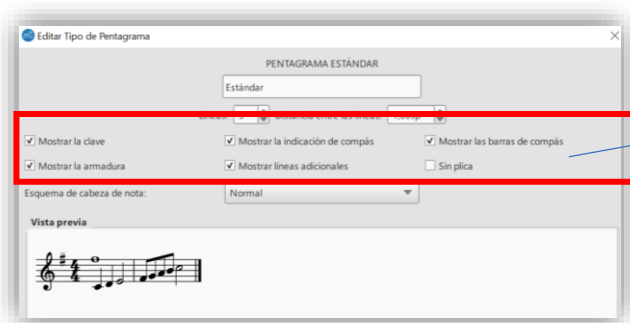 Editar Tipo de Pentagrama
PENTAGRAMA ESTÁNDAR
Estándar
Mostrar la clave
Mostrar la indicación de compás
Mostrar las barras de compás
Mostrar la armadura
Mostrar líneas adicionales
Sin plica
Esquema de cabeza de nota:
Normal
Vista previa